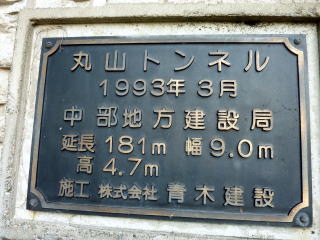 丸山トンネル
1993年 3月
中部地方建設局
延長 181m 幅 9.0m
高 4.7m
施工 株式会社 青木建設